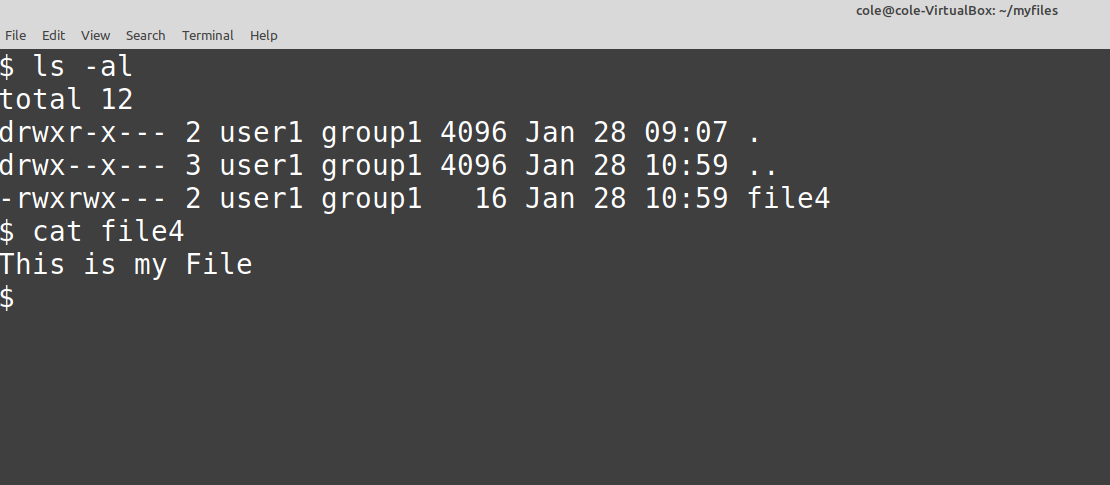 cole@cole-VirtualBox: ~/myfiles
File Edit View Search Terminal Help
$ ls -al
total 12
drwxr-x--- 2 user1 group1 4096 Jan 28 09:07 .
drwx--x--- 3 user1 group1 4096 Jan 28 10:59 ..
-rwxrwx--- 2 user1 group1   16 Jan 28 10:59 file4
$ cat file4
This is my File
$